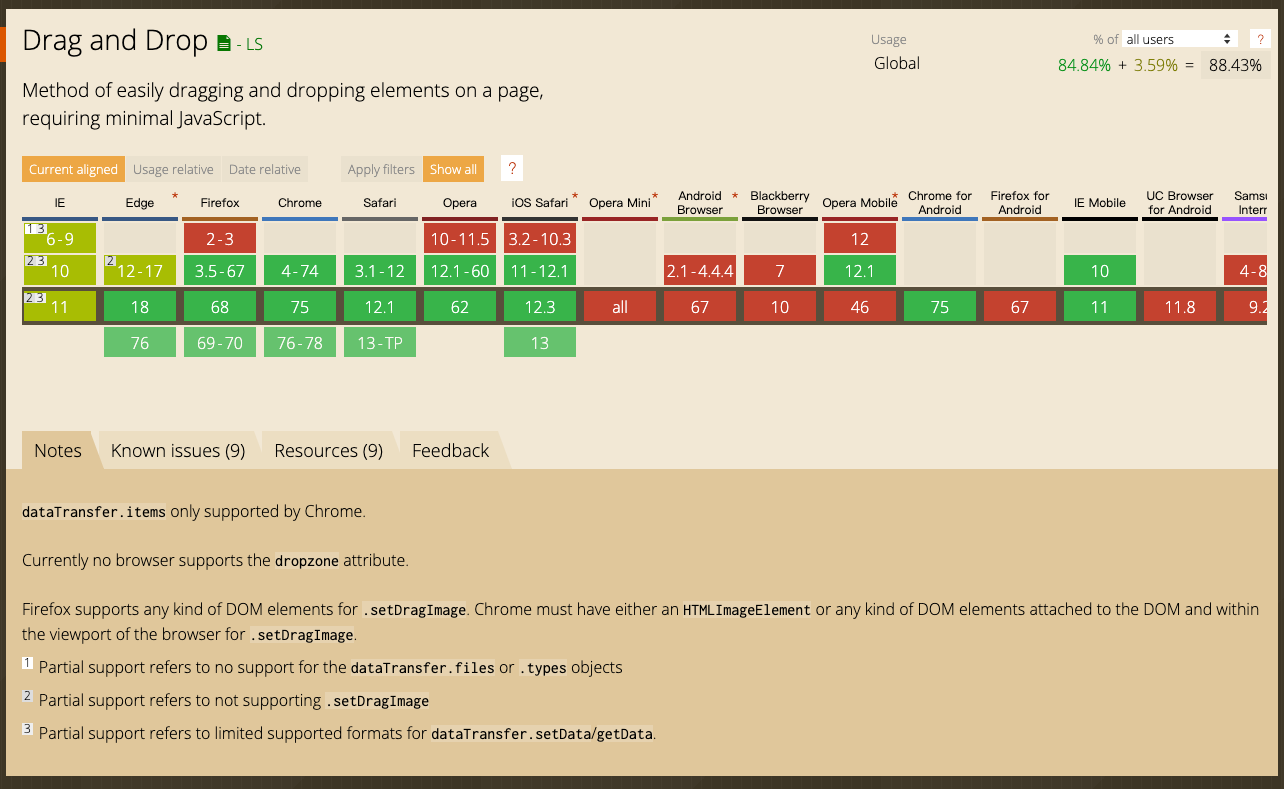 Drag and Drop - LS
Usage % of all users ?
Global 84.84% + 3.59% = 88.43%
Method of easily dragging and dropping elements on a page,
requiring minimal JavaScript.
Current aligned Usage relative Date relative Apply filters Show all ?
IE Edge * Firefox Chrome Safari Opera iOS Safari * Opera Mini * Android Browser * Blackberry Browser Opera Mobile * Chrome for Android Firefox for Android IE Mobile UC Browser for Android
1 3 6-9 2-3 10-11.5 3.2-10.3 12
2 3 10 2 12-17 3.5-67 4-74 3.1-12 12.1-60 11-12.1 2.1-4.4.4 7 12.1 10 4-8
2 3 11 18 68 75 12.1 62 12.3 all 67 10 46 75 67 11 11.8 9.2
76 69-70 76-78 13-TP 13
Notes Known issues (9) Resources (9) Feedback
dataTransfer.items only supported by Chrome.
Currently no browser supports the dropzone attribute.
Firefox supports any kind of DOM elements for .setDragImage. Chrome must have either an HTMLImageElement or any kind of DOM elements attached to the DOM and within
the viewport of the browser for .setDragImage.
1 Partial support refers to no support for the dataTransfer.files or .types objects
2 Partial support refers to not supporting .setDragImage
3 Partial support refers to limited supported formats for dataTransfer.setData/getData.